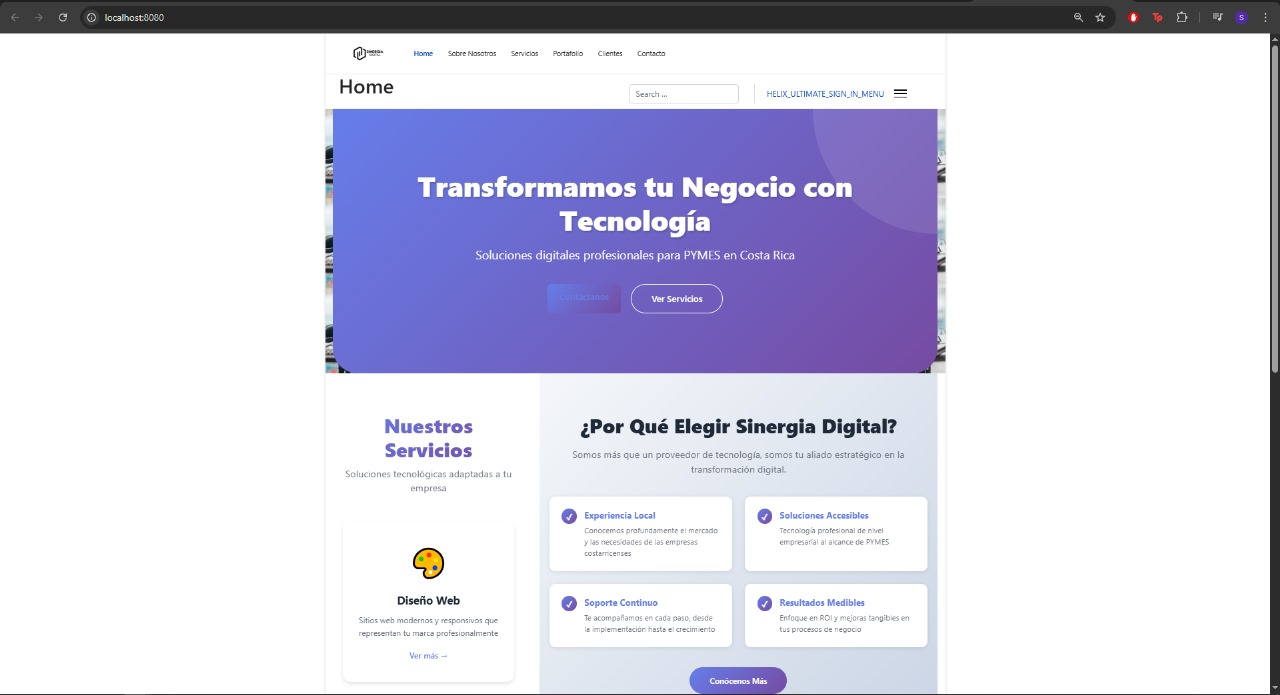 localhost:8080
S
SINERGIA
DIGITAL
Home
Sobre Nosotros
Servicios
Portafolio
Clientes
Contacto
Home
Search ...
HELIX_ULTIMATE_SIGN_IN_MENU
Transformamos tu Negocio con
Tecnología
Soluciones digitales profesionales para PYMES en Costa Rica
Contáctanos
Ver Servicios
Nuestros
Servicios
Soluciones tecnológicas adaptadas a tu
empresa
Diseño Web
Sitios web modernos y responsivos que
representan tu marca profesionalmente
Ver más →
¿Por Qué Elegir Sinergia Digital?
Somos más que un proveedor de tecnología, somos tu aliado estratégico en la
transformación digital.
Experiencia Local
Conocemos profundamente el mercado
y las necesidades de las empresas
costarricenses
Soluciones Accesibles
Tecnología profesional de nivel
empresarial al alcance de PYMES
Soporte Continuo
Te acompañamos en cada paso, desde
la implementación hasta el crecimiento
Resultados Medibles
Enfoque en ROI y mejoras tangibles en
tus procesos de negocio
Conócenos Más